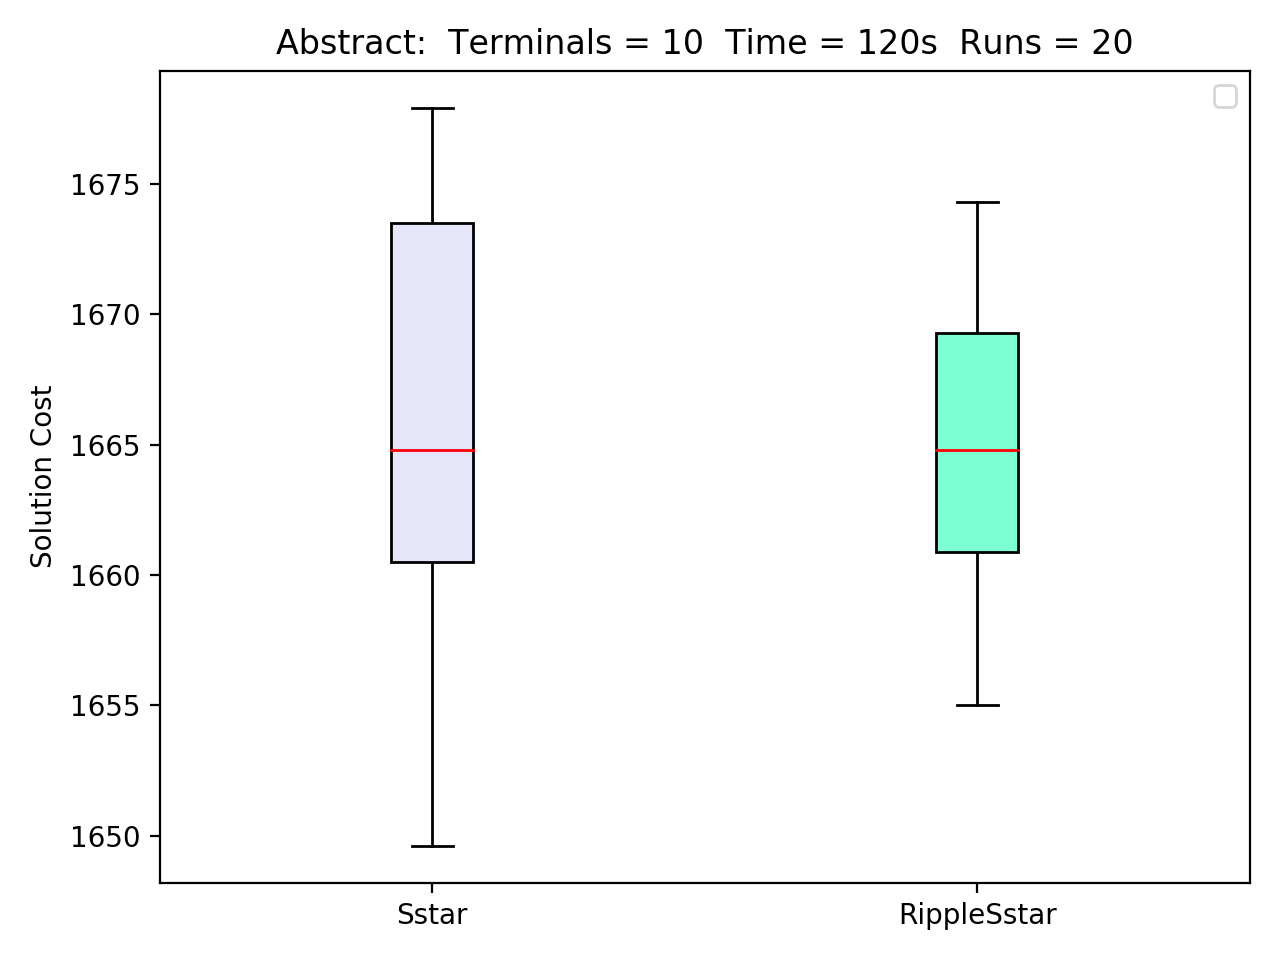 Abstract:  Terminals = 10  Time = 120s  Runs = 20
Solution Cost
1675
1670
1665
1660
1655
1650
Sstar
RippleSstar